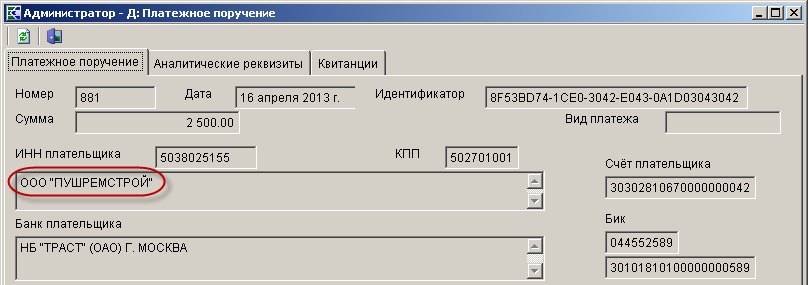 Администратор - Д: Платежное поручение
Платежное поручение Аналитические реквизиты Квитанции
Номер 881 Дата 16 апреля 2013 г. Идентификатор 8F53BD74-1CE0-3042-E043-0A1D03043042
Сумма 2 500.00 Вид платежа
ИНН плательщика 5038025155 КПП 502701001 Счёт плательщика
ООО "ПУШРЕМСТРОЙ" 30302810670000000042
Банк плательщика Бик
НБ "ТРАСТ" (ОАО) Г. МОСКВА 044552589
30101810100000000589